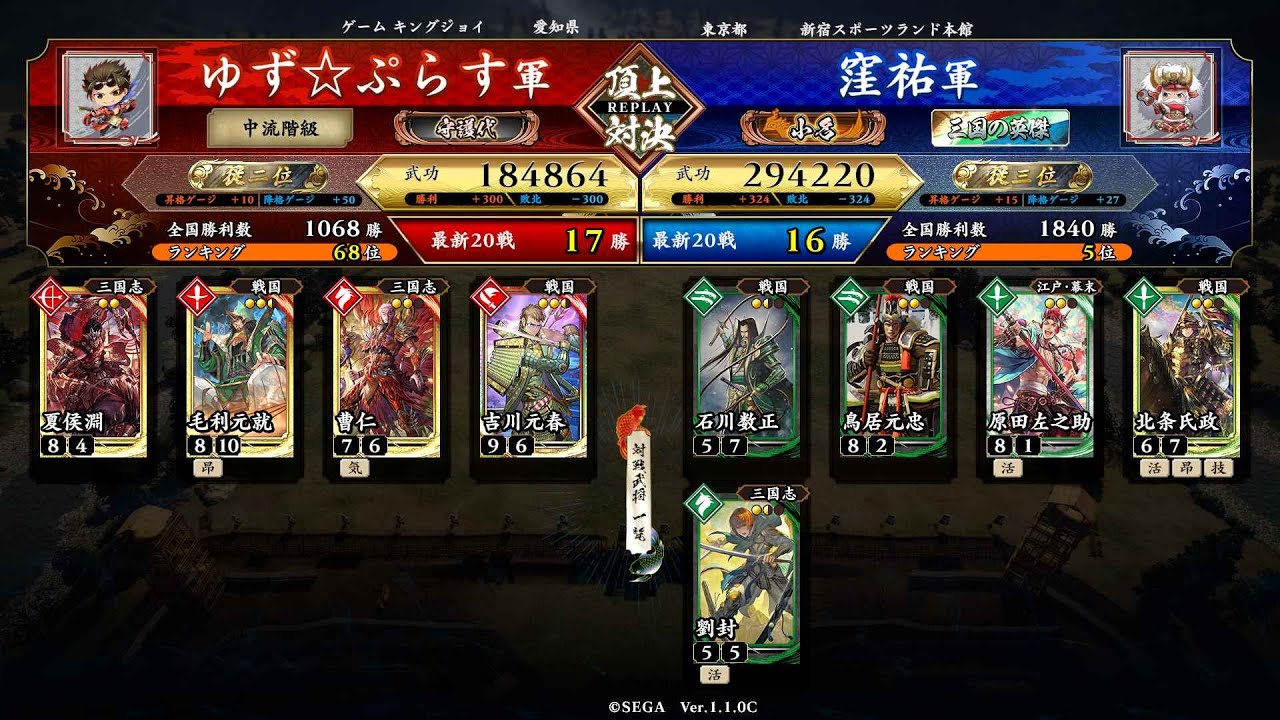 ゲーム キングジョイ 愛知県
東京都 新宿スポーツランド本館
ゆず☆ぷらす軍
頂上
REPLAY
対決
窪祐軍
中流階級
守護代
小名
三国の英傑
従二位
武功 184864
武功 294220
従三位
昇格ゲージ +10 降格ゲージ +50
勝利 +300 敗北 -300
勝利 +324 敗北 -324
昇格ゲージ +15 降格ゲージ +27
全国勝利数 1068 勝
ランキング 68位
最新20戦 17勝
最新20戦 16勝
全国勝利数 1840 勝
ランキング 5位
三国志
夏侯淵
8 4
戦国
毛利元就
8 10
昂
三国志
曹仁
7 6
気
戦国
吉川元春
9 6
対戦武将一覧
戦国
石川数正
5 7
戦国
鳥居元忠
8 2
江戸・幕末
原田左之助
8 1
活
戦国
北条氏政
6 7
活 昂 技
三国志
劉封
5 5
活
©SEGA Ver.1.1.0C